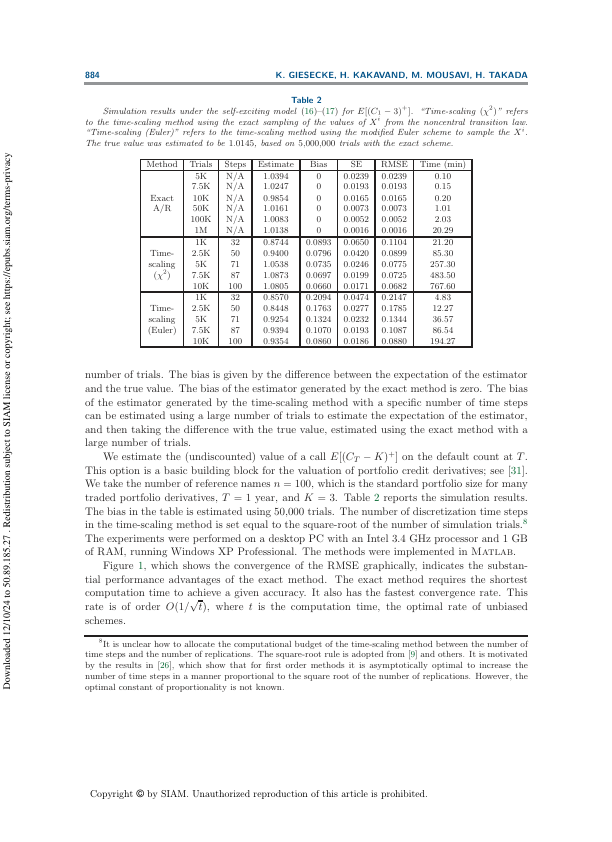 884
K. GIESECKE, H. KAKAVAND, M. MOUSAVI, H. TAKADA
Table 2
Simulation results under the self-exciting model (16)–(17) for E[(C₁ − 3)⁺]. “Time-scaling (χ²)” refers
to the time-scaling method using the exact sampling of the values of Xⁱ from the noncentral transition law.
“Time-scaling (Euler)” refers to the time-scaling method using the modified Euler scheme to sample the Xⁱ.
The true value was estimated to be 1.0145, based on 5,000,000 trials with the exact scheme.
Method Trials Steps Estimate Bias SE RMSE Time (min)
5K N/A 1.0394 0 0.0239 0.0239 0.10
7.5K N/A 1.0247 0 0.0193 0.0193 0.15
Exact 10K N/A 0.9854 0 0.0165 0.0165 0.20
A/R 50K N/A 1.0161 0 0.0073 0.0073 1.01
100K N/A 1.0083 0 0.0052 0.0052 2.03
1M N/A 1.0138 0 0.0016 0.0016 20.29
1K 32 0.8744 0.0893 0.0650 0.1104 21.20
Time- 2.5K 50 0.9400 0.0796 0.0420 0.0899 85.30
scaling 5K 71 1.0538 0.0735 0.0246 0.0775 257.30
(χ²) 7.5K 87 1.0873 0.0697 0.0199 0.0725 483.50
10K 100 1.0805 0.0660 0.0171 0.0682 767.60
1K 32 0.8570 0.2094 0.0474 0.2147 4.83
Time- 2.5K 50 0.8448 0.1763 0.0277 0.1785 12.27
scaling 5K 71 0.9254 0.1324 0.0232 0.1344 36.57
(Euler) 7.5K 87 0.9394 0.1070 0.0193 0.1087 86.54
10K 100 0.9354 0.0860 0.0186 0.0880 194.27
number of trials. The bias is given by the difference between the expectation of the estimator
and the true value. The bias of the estimator generated by the exact method is zero. The bias
of the estimator generated by the time-scaling method with a specific number of time steps
can be estimated using a large number of trials to estimate the expectation of the estimator,
and then taking the difference with the true value, estimated using the exact method with a
large number of trials.
We estimate the (undiscounted) value of a call E[(C_T − K)⁺] on the default count at T.
This option is a basic building block for the valuation of portfolio credit derivatives; see [31].
We take the number of reference names n = 100, which is the standard portfolio size for many
traded portfolio derivatives, T = 1 year, and K = 3. Table 2 reports the simulation results.
The bias in the table is estimated using 50,000 trials. The number of discretization time steps
in the time-scaling method is set equal to the square-root of the number of simulation trials.⁸
The experiments were performed on a desktop PC with an Intel 3.4 GHz processor and 1 GB
of RAM, running Windows XP Professional. The methods were implemented in MATLAB.
Figure 1, which shows the convergence of the RMSE graphically, indicates the substan-
tial performance advantages of the exact method. The exact method requires the shortest
computation time to achieve a given accuracy. It also has the fastest convergence rate. This
rate is of order O(1/√t), where t is the computation time, the optimal rate of unbiased
schemes.
⁸It is unclear how to allocate the computational budget of the time-scaling method between the number of
time steps and the number of replications. The square-root rule is adopted from [9] and others. It is motivated
by the results in [26], which show that for first order methods it is asymptotically optimal to increase the
number of time steps in a manner proportional to the square root of the number of replications. However, the
optimal constant of proportionality is not known.
Copyright © by SIAM. Unauthorized reproduction of this article is prohibited.
Downloaded 12/10/24 to 50.89.185.27 . Redistribution subject to SIAM license or copyright; see https://epubs.siam.org/terms-privacy